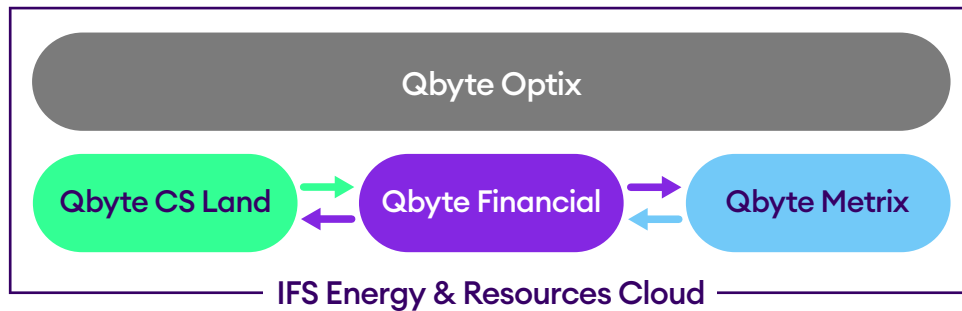 Qbyte Optix
Qbyte CS Land
Qbyte Financial
Qbyte Metrix
IFS Energy & Resources Cloud